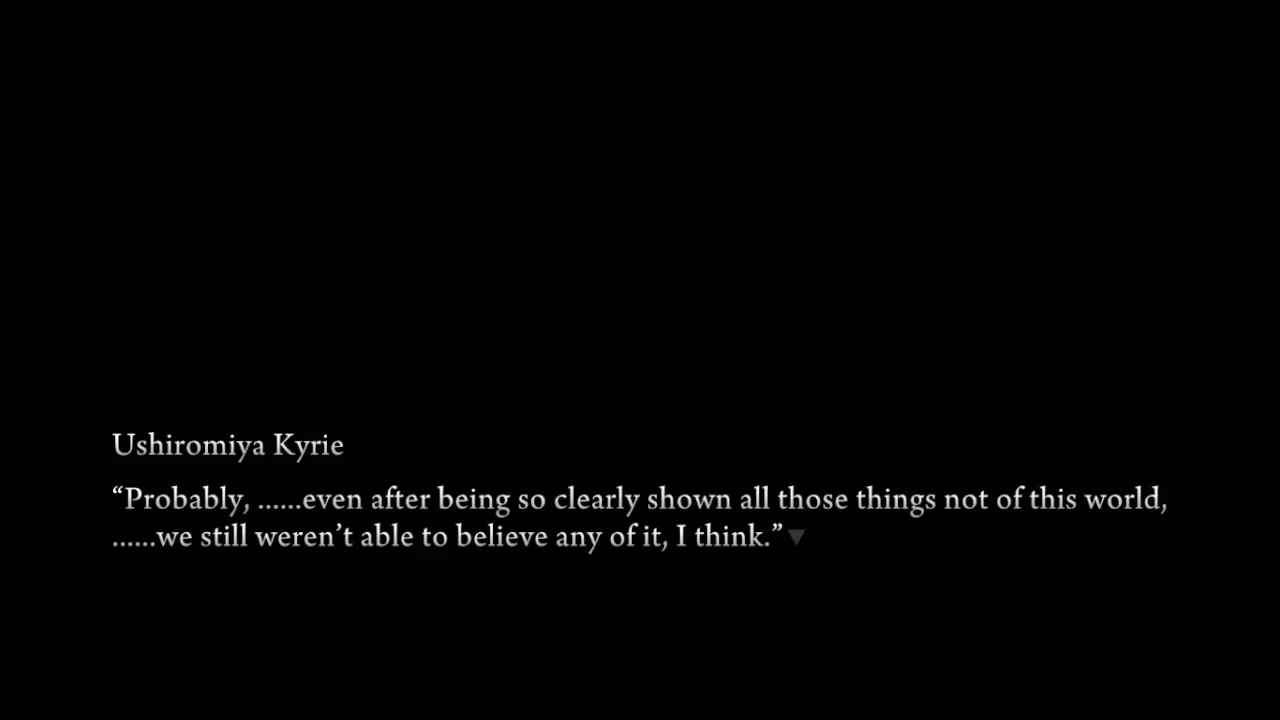 Ushiromiya Kyrie
“Probably, ......even after being so clearly shown all those things not of this world,
......we still weren’t able to believe any of it, I think.”